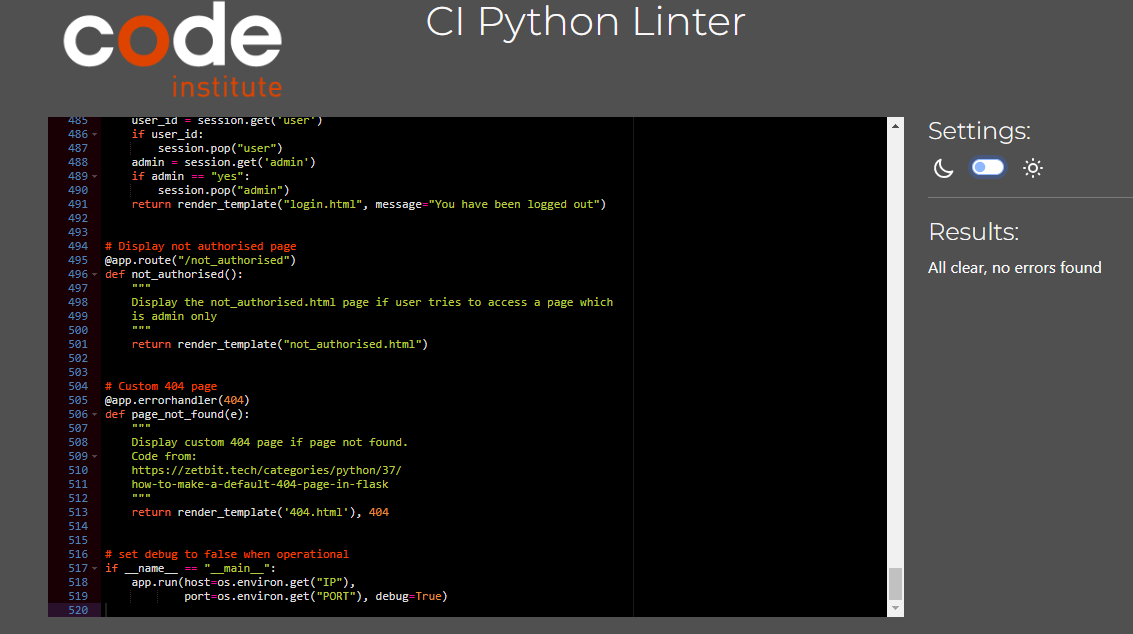 code
institute
CI Python Linter
485 user_id = session.get('user')
486 if user_id:
487 session.pop("user")
488 admin = session.get('admin')
489 if admin == "yes":
490 session.pop("admin")
491 return render_template("login.html", message="You have been logged out")
492
493
494 # Display not authorised page
495 @app.route("/not_authorised")
496 def not_authorised():
497 """
498 Display the not_authorised.html page if user tries to access a page which
499 is admin only
500 """
501 return render_template("not_authorised.html")
502
503
504 # Custom 404 page
505 @app.errorhandler(404)
506 def page_not_found(e):
507 """
508 Display custom 404 page if page not found.
509 Code from:
510 https://zetbit.tech/categories/python/37/
511 how-to-make-a-default-404-page-in-flask
512 """
513 return render_template('404.html'), 404
514
515
516 # set debug to false when operational
517 if __name__ == "__main__":
518 app.run(host=os.environ.get("IP"),
519 port=os.environ.get("PORT"), debug=True)
520
Settings:
Results:
All clear, no errors found